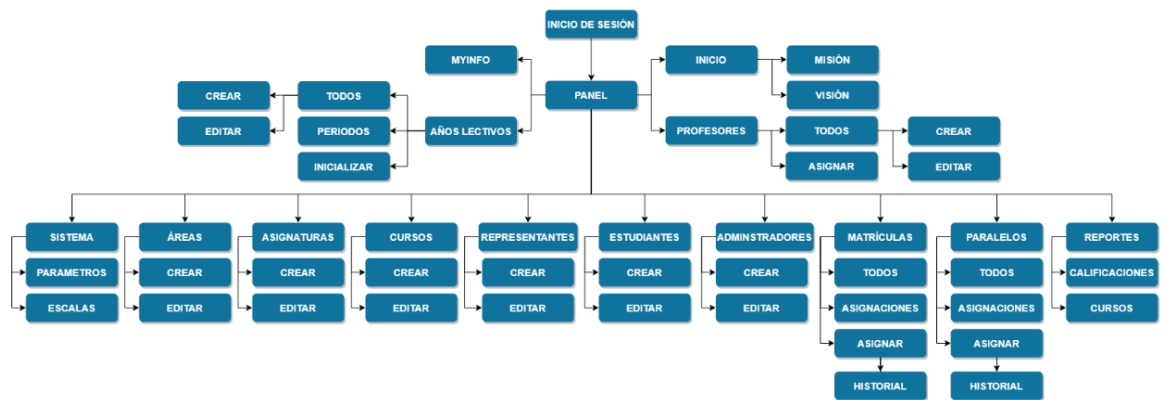 INICIO DE SESIÓN
MYINFO
INICIO
MISIÓN
CREAR
TODOS
PANEL
VISIÓN
EDITAR
PERIODOS
AÑOS LECTIVOS
PROFESORES
TODOS
CREAR
INICIALIZAR
ASIGNAR
EDITAR
SISTEMA
ÁREAS
ASIGNATURAS
CURSOS
REPRESENTANTES
ESTUDIANTES
ADMINSTRADORES
MATRÍCULAS
PARALELOS
REPORTES
PARAMETROS
CREAR
CREAR
CREAR
CREAR
CREAR
CREAR
TODOS
TODOS
CALIFICACIONES
ESCALAS
EDITAR
EDITAR
EDITAR
EDITAR
EDITAR
EDITAR
ASIGNACIONES
ASIGNACIONES
CURSOS
ASIGNAR
ASIGNAR
HISTORIAL
HISTORIAL